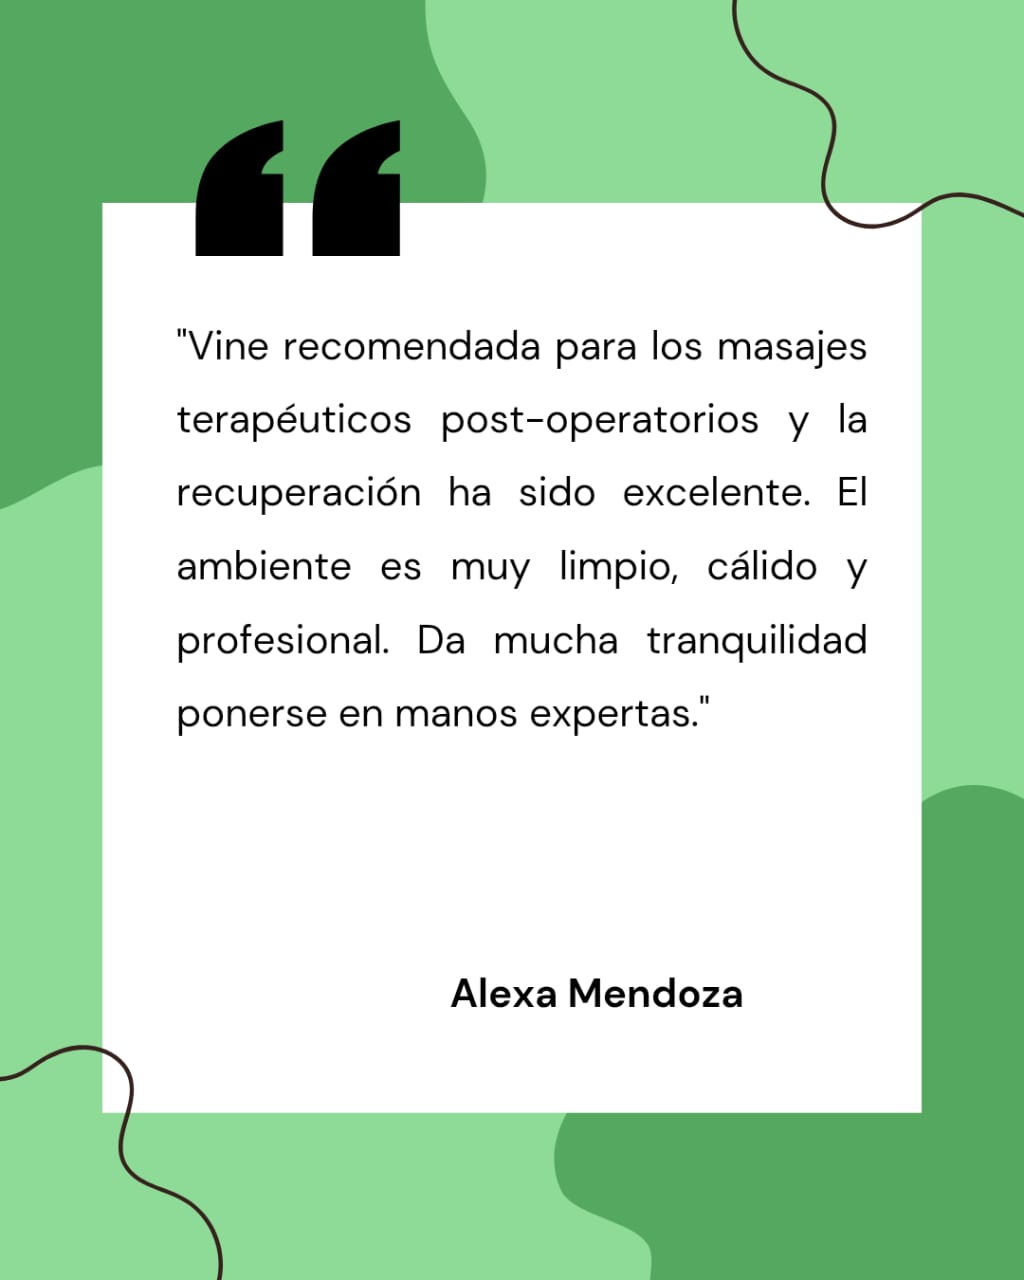 "Vine recomendada para los masajes
terapéuticos post-operatorios y la
recuperación ha sido excelente. El
ambiente es muy limpio, cálido y
profesional. Da mucha tranquilidad
ponerse en manos expertas."
Alexa Mendoza